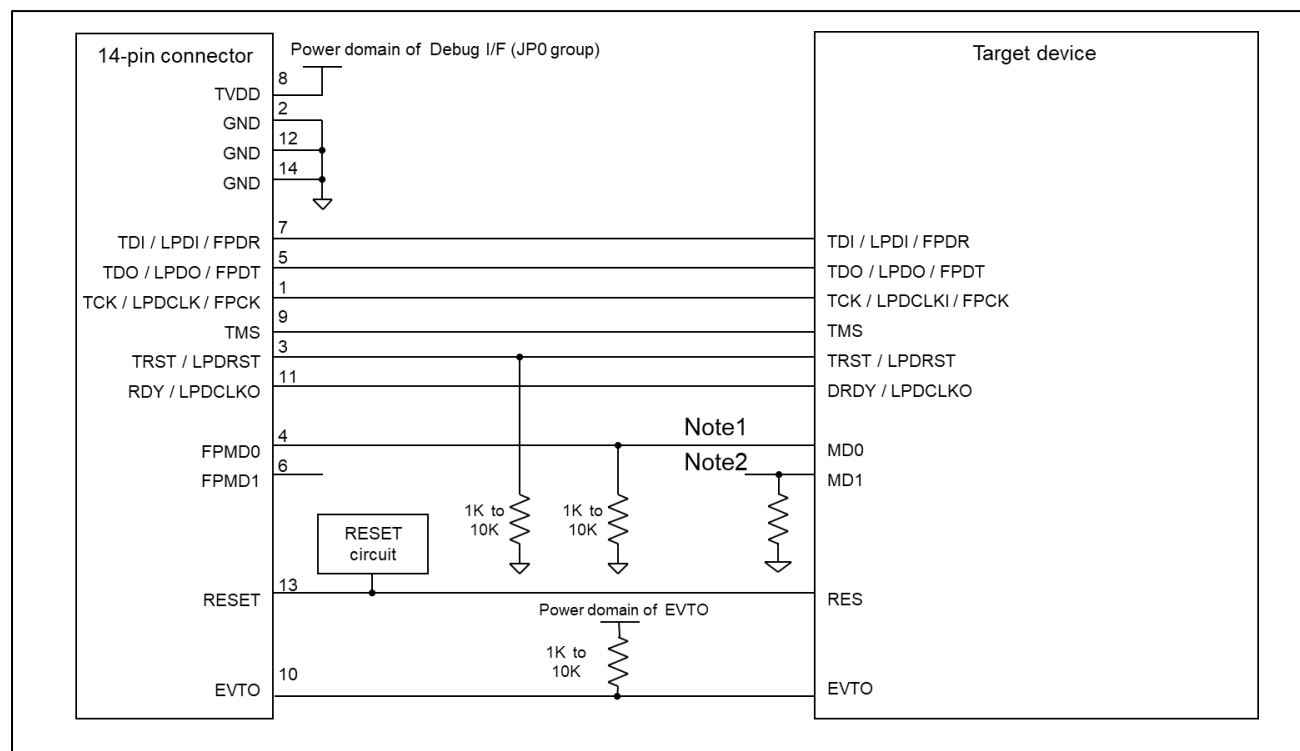 14-pin connector
Power domain of Debug I/F (JP0 group)
Target device
8
TVDD
2
GND
12
GND
14
GND
7
TDI / LPDI / FPDR
TDI / LPDI / FPDR
5
TDO / LPDO / FPDT
TDO / LPDO / FPDT
1
TCK / LPDCLK / FPCK
TCK / LPDCLKI / FPCK
9
TMS
TMS
3
TRST / LPDRST
TRST / LPDRST
11
RDY / LPDCLKO
DRDY / LPDCLKO
Note1
4
FPMD0
MD0
Note2
6
FPMD1
MD1
1K to
10K
1K to
10K
RESET
circuit
13
RESET
RES
Power domain of EVTO
1K to
10K
10
EVTO
EVTO